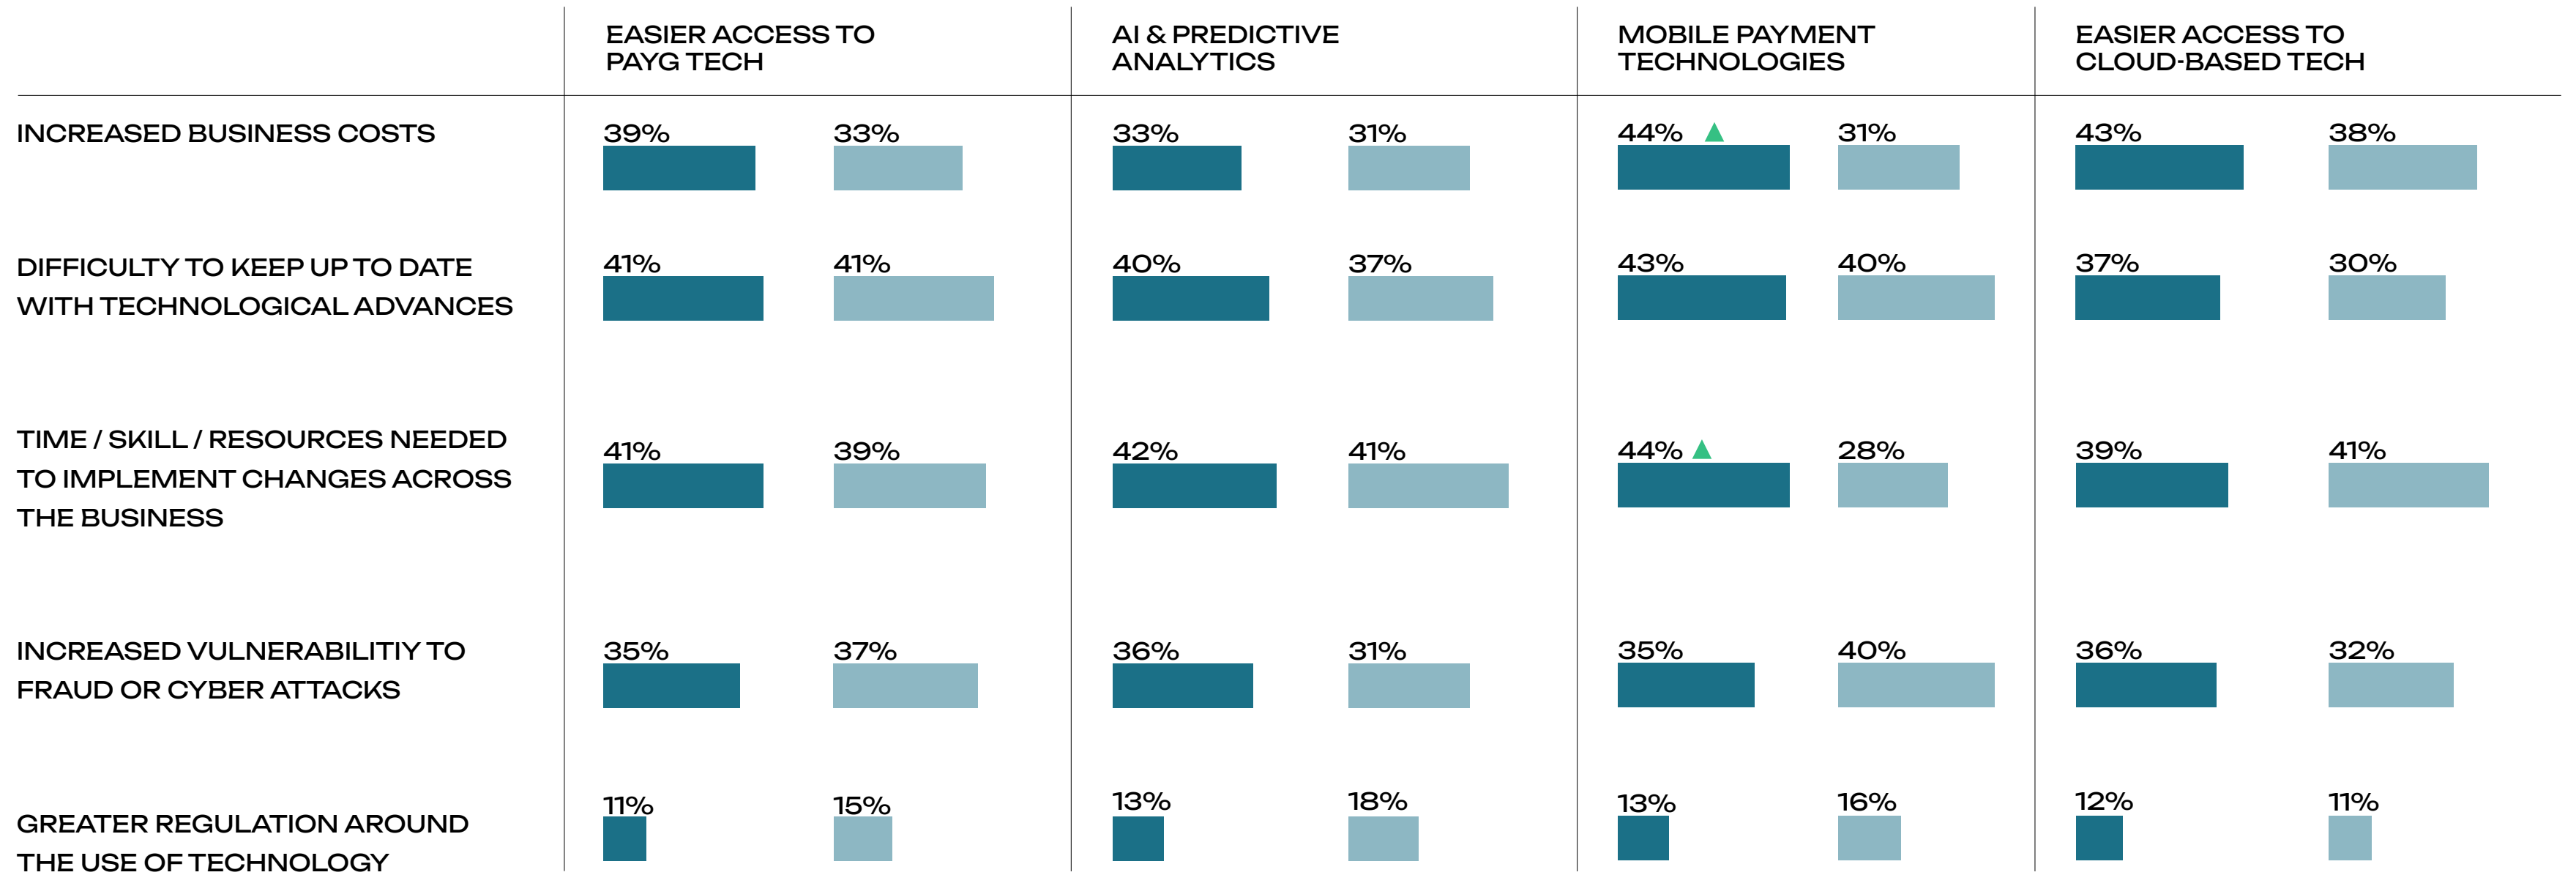 EASIER ACCESS TO
PAYG TECH
AI & PREDICTIVE
ANALYTICS
MOBILE PAYMENT
TECHNOLOGIES
EASIER ACCESS TO
CLOUD-BASED TECH
INCREASED BUSINESS COSTS
39% 33% 33% 31% 44% 31% 43% 38%
DIFFICULTY TO KEEP UP TO DATE
WITH TECHNOLOGICAL ADVANCES
41% 41% 40% 37% 43% 40% 37% 30%
TIME / SKILL / RESOURCES NEEDED
TO IMPLEMENT CHANGES ACROSS
THE BUSINESS
41% 39% 42% 41% 44% 28% 39% 41%
INCREASED VULNERABILITIY TO
FRAUD OR CYBER ATTACKS
35% 37% 36% 31% 35% 40% 36% 32%
GREATER REGULATION AROUND
THE USE OF TECHNOLOGY
11% 15% 13% 18% 13% 16% 12% 11%